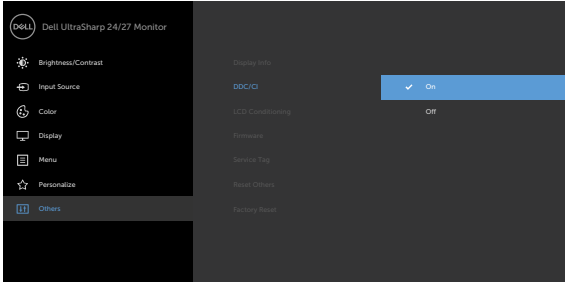 DELL Dell UltraSharp 24/27 Monitor
Brightness/Contrast
Input Source
Color
Display
Menu
Personalize
Others
Display Info
DDC/CI
LCD Conditioning
Firmware
Service Tag
Reset Others
Factory Reset
On
Off